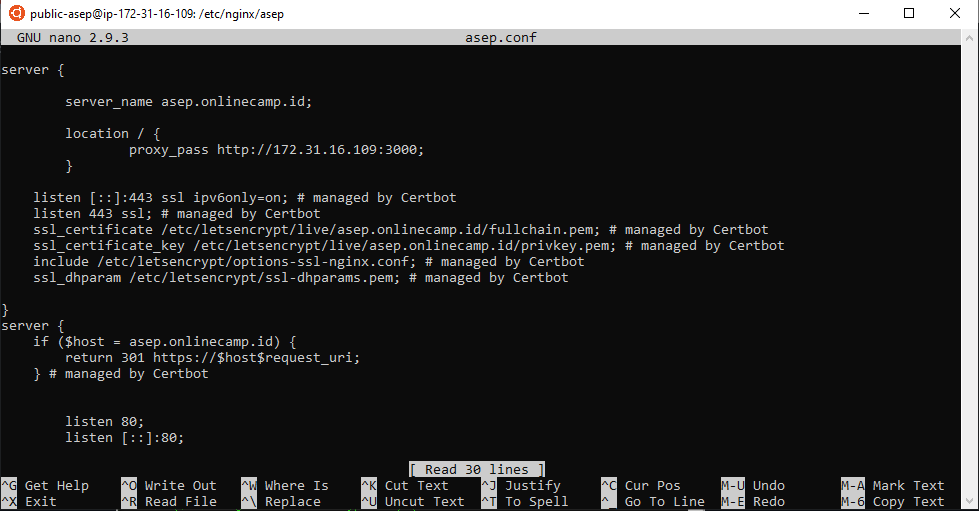 public-asep@ip-172-31-16-109: /etc/nginx/asep
GNU nano 2.9.3 asep.conf
server {
server_name asep.onlinecamp.id;
location / {
proxy_pass http://172.31.16.109:3000;
}
listen [::]:443 ssl ipv6only=on; # managed by Certbot
listen 443 ssl; # managed by Certbot
ssl_certificate /etc/letsencrypt/live/asep.onlinecamp.id/fullchain.pem; # managed by Certbot
ssl_certificate_key /etc/letsencrypt/live/asep.onlinecamp.id/privkey.pem; # managed by Certbot
include /etc/letsencrypt/options-ssl-nginx.conf; # managed by Certbot
ssl_dhparam /etc/letsencrypt/ssl-dhparams.pem; # managed by Certbot
}
server {
if ($host = asep.onlinecamp.id) {
return 301 https://$host$request_uri;
} # managed by Certbot
listen 80;
listen [::]:80;
[ Read 30 lines ]
^G Get Help ^O Write Out ^W Where Is ^K Cut Text ^J Justify ^C Cur Pos M-U Undo M-A Mark Text
^X Exit ^R Read File ^\ Replace ^U Uncut Text ^T To Spell ^_ Go To Line M-E Redo M-6 Copy Text